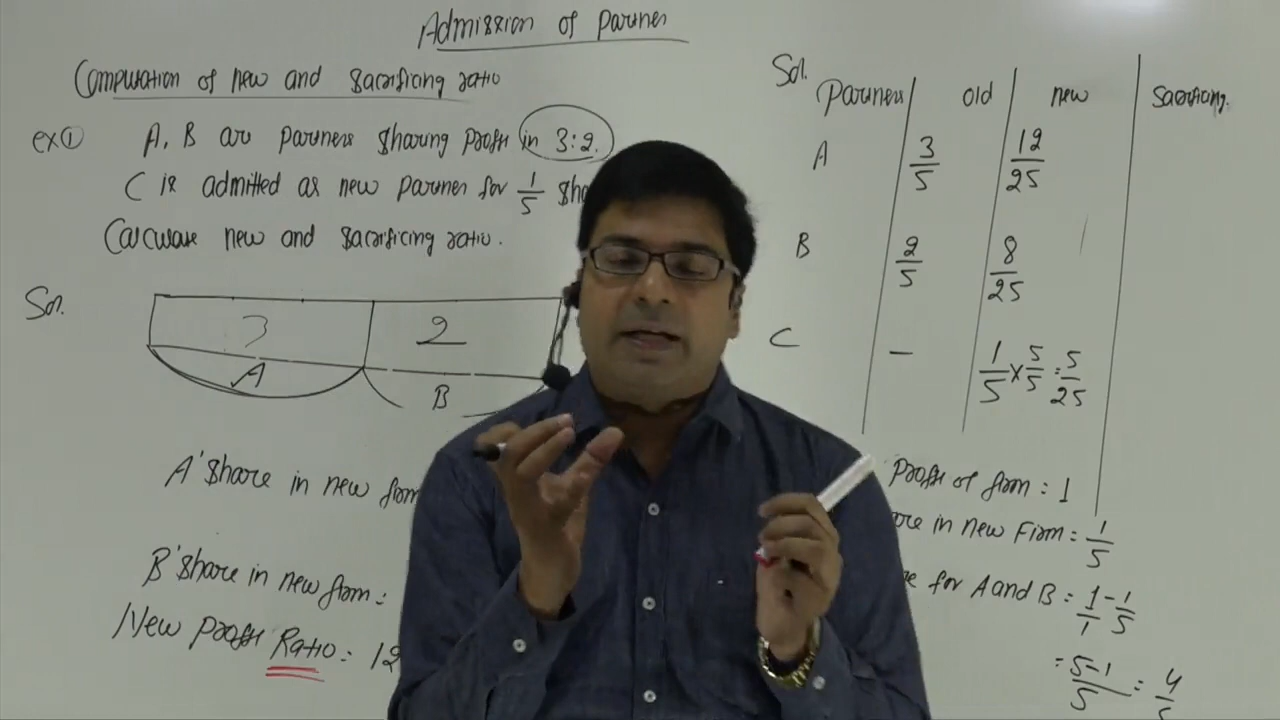 Admission of Partner
Computation of new and sacrificing ratio
ex ① A, B are partners sharing profit in 3:2.
C is admitted as new partner for 1/5 sha
Calculate new and sacrificing ratio.
Sol.
3 2
A B
A's share in new firm
B's share in new firm:
New profit Ratio: 12
Sol.
Partners old new Sacrificing.
A 3/5 12/25
B 2/5 8/25
C – 1/5 × 5/5 = 5/25
profit of firm : 1
in new Firm = 1/5
for A and B = 1/1 - 1/5
= 5-1/5 = 4/5